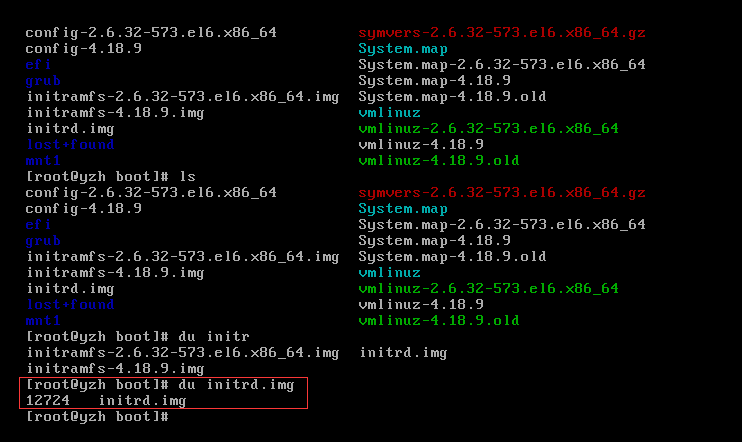 config-2.6.32-573.el6.x86_64 symvers-2.6.32-573.el6.x86_64.gz
config-4.18.9 System.map
efi System.map-2.6.32-573.el6.x86_64
grub System.map-4.18.9
initramfs-2.6.32-573.el6.x86_64.img System.map-4.18.9.old
initramfs-4.18.9.img vmlinuz
initrd.img vmlinuz-2.6.32-573.el6.x86_64
lost+found vmlinuz-4.18.9
mnt1 vmlinuz-4.18.9.old
[root@yzh boot]# ls
config-2.6.32-573.el6.x86_64 symvers-2.6.32-573.el6.x86_64.gz
config-4.18.9 System.map
efi System.map-2.6.32-573.el6.x86_64
grub System.map-4.18.9
initramfs-2.6.32-573.el6.x86_64.img System.map-4.18.9.old
initramfs-4.18.9.img vmlinuz
initrd.img vmlinuz-2.6.32-573.el6.x86_64
lost+found vmlinuz-4.18.9
mnt1 vmlinuz-4.18.9.old
[root@yzh boot]# du initr
initramfs-2.6.32-573.el6.x86_64.img initrd.img
initramfs-4.18.9.img
[root@yzh boot]# du initrd.img
12724 initrd.img
[root@yzh boot]#